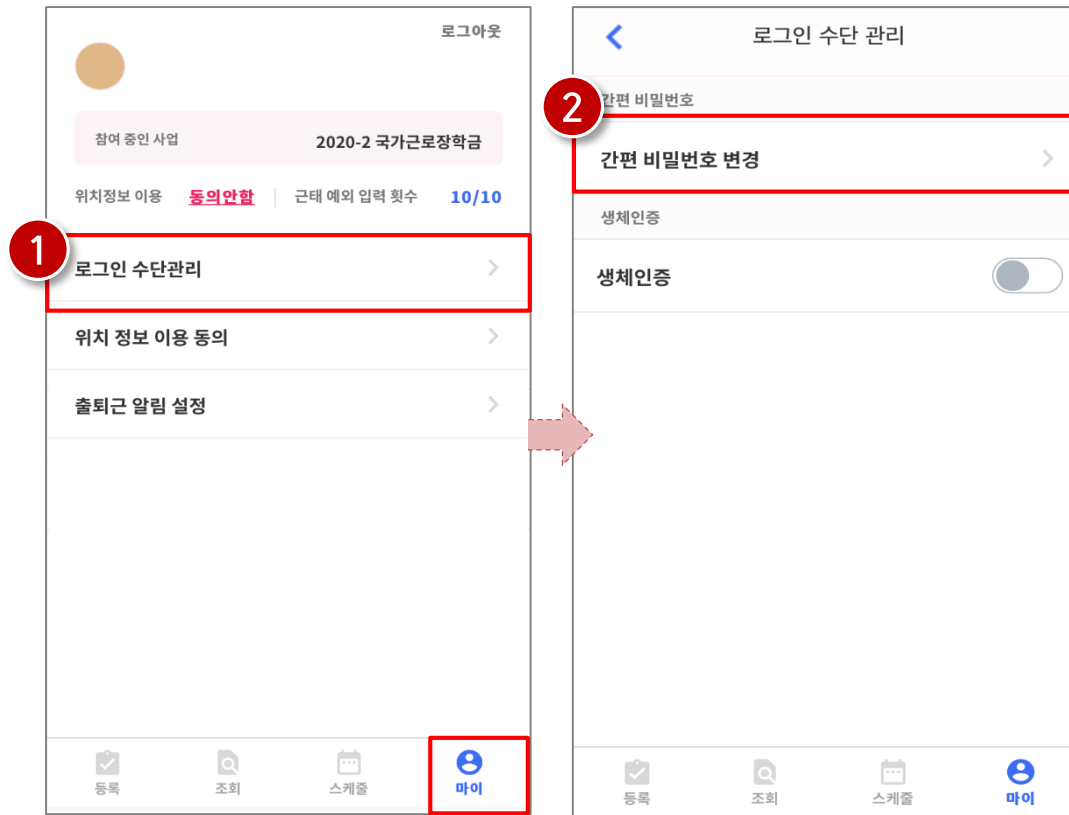 로그아웃
참여 중인 사업 2020-2 국가근로장학금
위치정보 이용 동의안함 근태 예외 입력 횟수 10/10
1
로그인 수단관리
위치 정보 이용 동의
출퇴근 알림 설정
등록 조회 스케줄 마이
로그인 수단 관리
2
간편 비밀번호
간편 비밀번호 변경
생체인증
생체인증
등록 조회 스케줄 마이